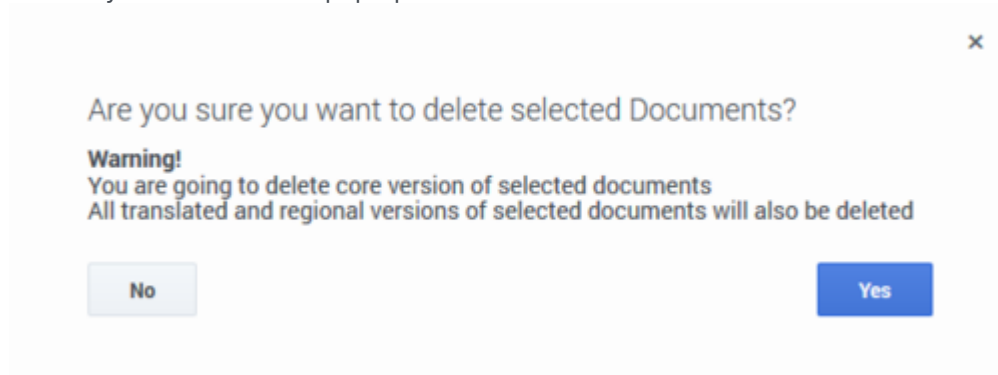 ×
Are you sure you want to delete selected Documents?
Warning!
You are going to delete core version of selected documents
All translated and regional versions of selected documents will also be deleted
No
Yes